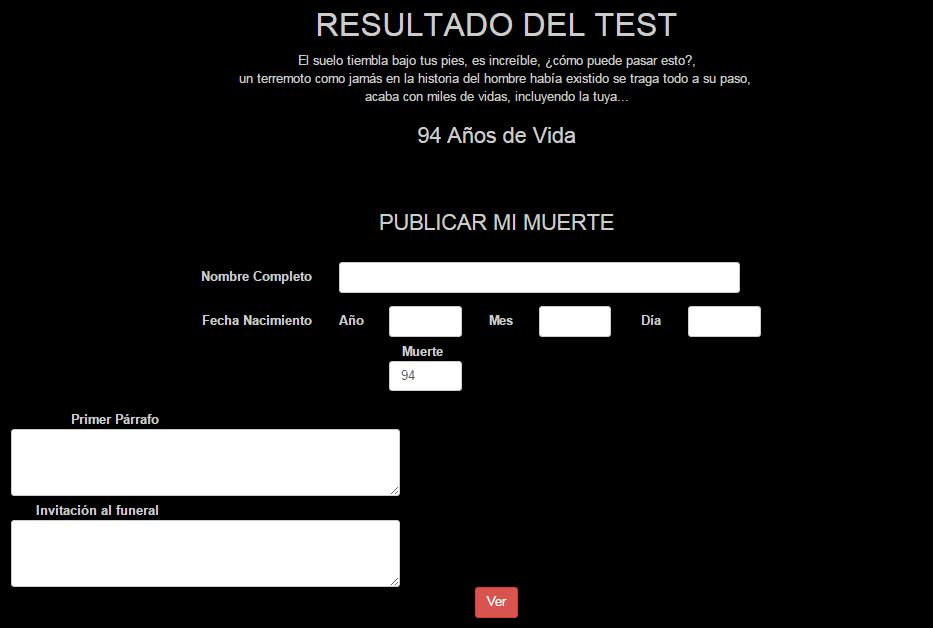 RESULTADO DEL TEST
El suelo tiembla bajo tus pies, es increíble, ¿cómo puede pasar esto?,
un terremoto como jamás en la historia del hombre había existido se traga todo a su paso,
acaba con miles de vidas, incluyendo la tuya...
94 Años de Vida
PUBLICAR MI MUERTE
Nombre Completo
Fecha Nacimiento Año Mes Día
Muerte
94
Primer Párrafo
Invitación al funeral
Ver